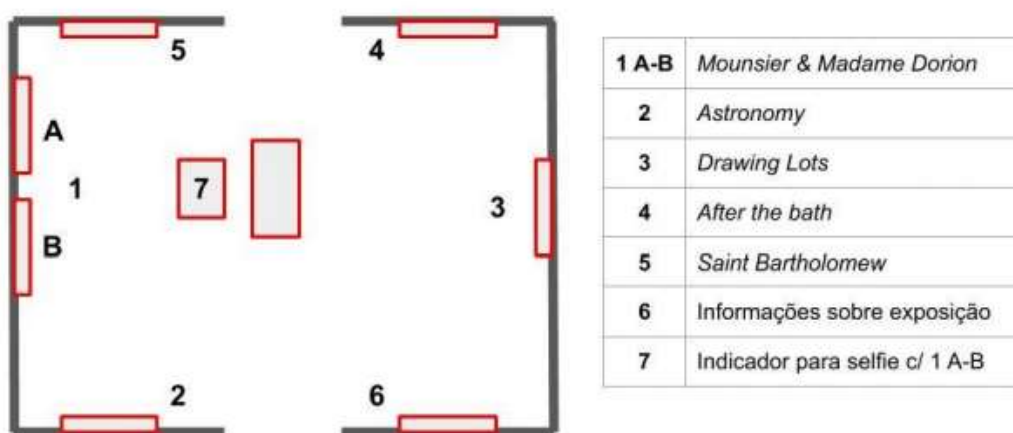 5
4
A
1
7
3
B
2
6
1 A-B Mounsier & Madame Dorion
2 Astronomy
3 Drawing Lots
4 After the bath
5 Saint Bartholomew
6 Informações sobre exposição
7 Indicador para selfie c/ 1 A-B